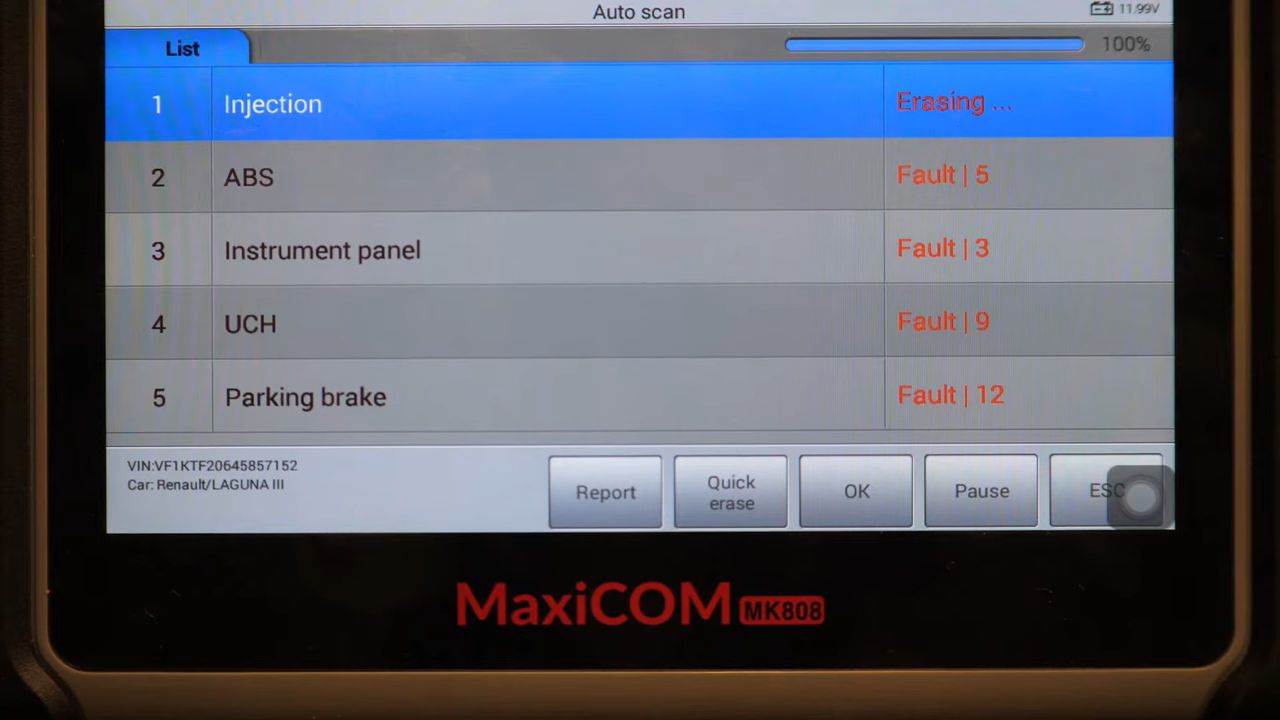 Auto scan
11.99V
List
100%
1 Injection Erasing ...
2 ABS Fault | 5
3 Instrument panel Fault | 3
4 UCH Fault | 9
5 Parking brake Fault | 12
VIN:VF1KTF20645857152
Car: Renault/LAGUNA III
Report
Quick
erase
OK
Pause
ESC
MaxiCOM MK808